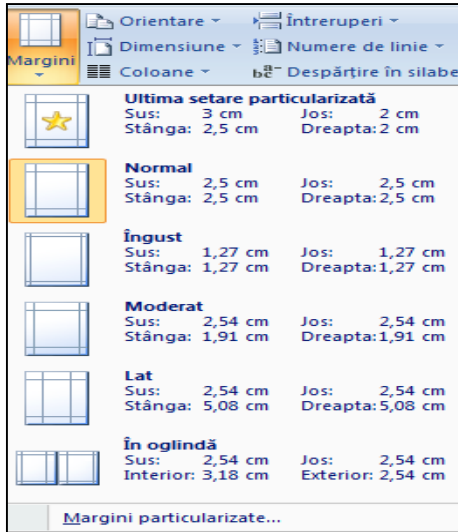 Margini
Orientare
Întreruperi
Dimensiune
Numere de linie
Coloane
Despărțire în silabe
Ultima setare particularizată
Sus: 3 cm Jos: 2 cm
Stânga: 2,5 cm Dreapta: 2 cm
Normal
Sus: 2,5 cm Jos: 2,5 cm
Stânga: 2,5 cm Dreapta: 2,5 cm
Îngust
Sus: 1,27 cm Jos: 1,27 cm
Stânga: 1,27 cm Dreapta: 1,27 cm
Moderat
Sus: 2,54 cm Jos: 2,54 cm
Stânga: 1,91 cm Dreapta: 1,91 cm
Lat
Sus: 2,54 cm Jos: 2,54 cm
Stânga: 5,08 cm Dreapta: 5,08 cm
În oglindă
Sus: 2,54 cm Jos: 2,54 cm
Interior: 3,18 cm Exterior: 2,54 cm
Margini particularizate...